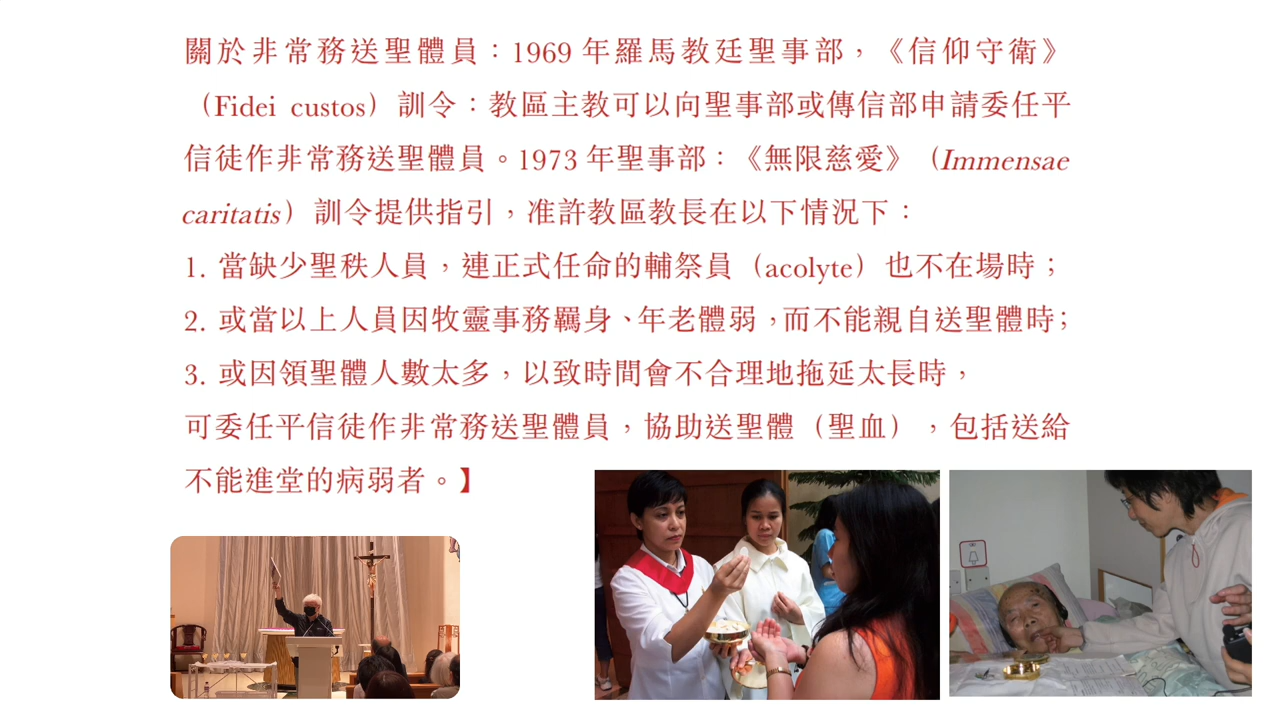 關於非常務送聖體員：1969 年羅馬教廷聖事部，《信仰守衛》
（Fidei custos）訓令：教區主教可以向聖事部或傳信部申請委任平
信徒作非常務送聖體員。1973 年聖事部：《無限慈愛》（Immensae
caritatis）訓令提供指引，准許教區教長在以下情況下：
1. 當缺少聖秩人員，連正式任命的輔祭員（acolyte）也不在場時；
2. 或當以上人員因牧靈事務羈身、年老體弱，而不能親自送聖體時；
3. 或因領聖體人數太多，以致時間會不合理地拖延太長時，
可委任平信徒作非常務送聖體員，協助送聖體（聖血），包括送給
不能進堂的病弱者。】